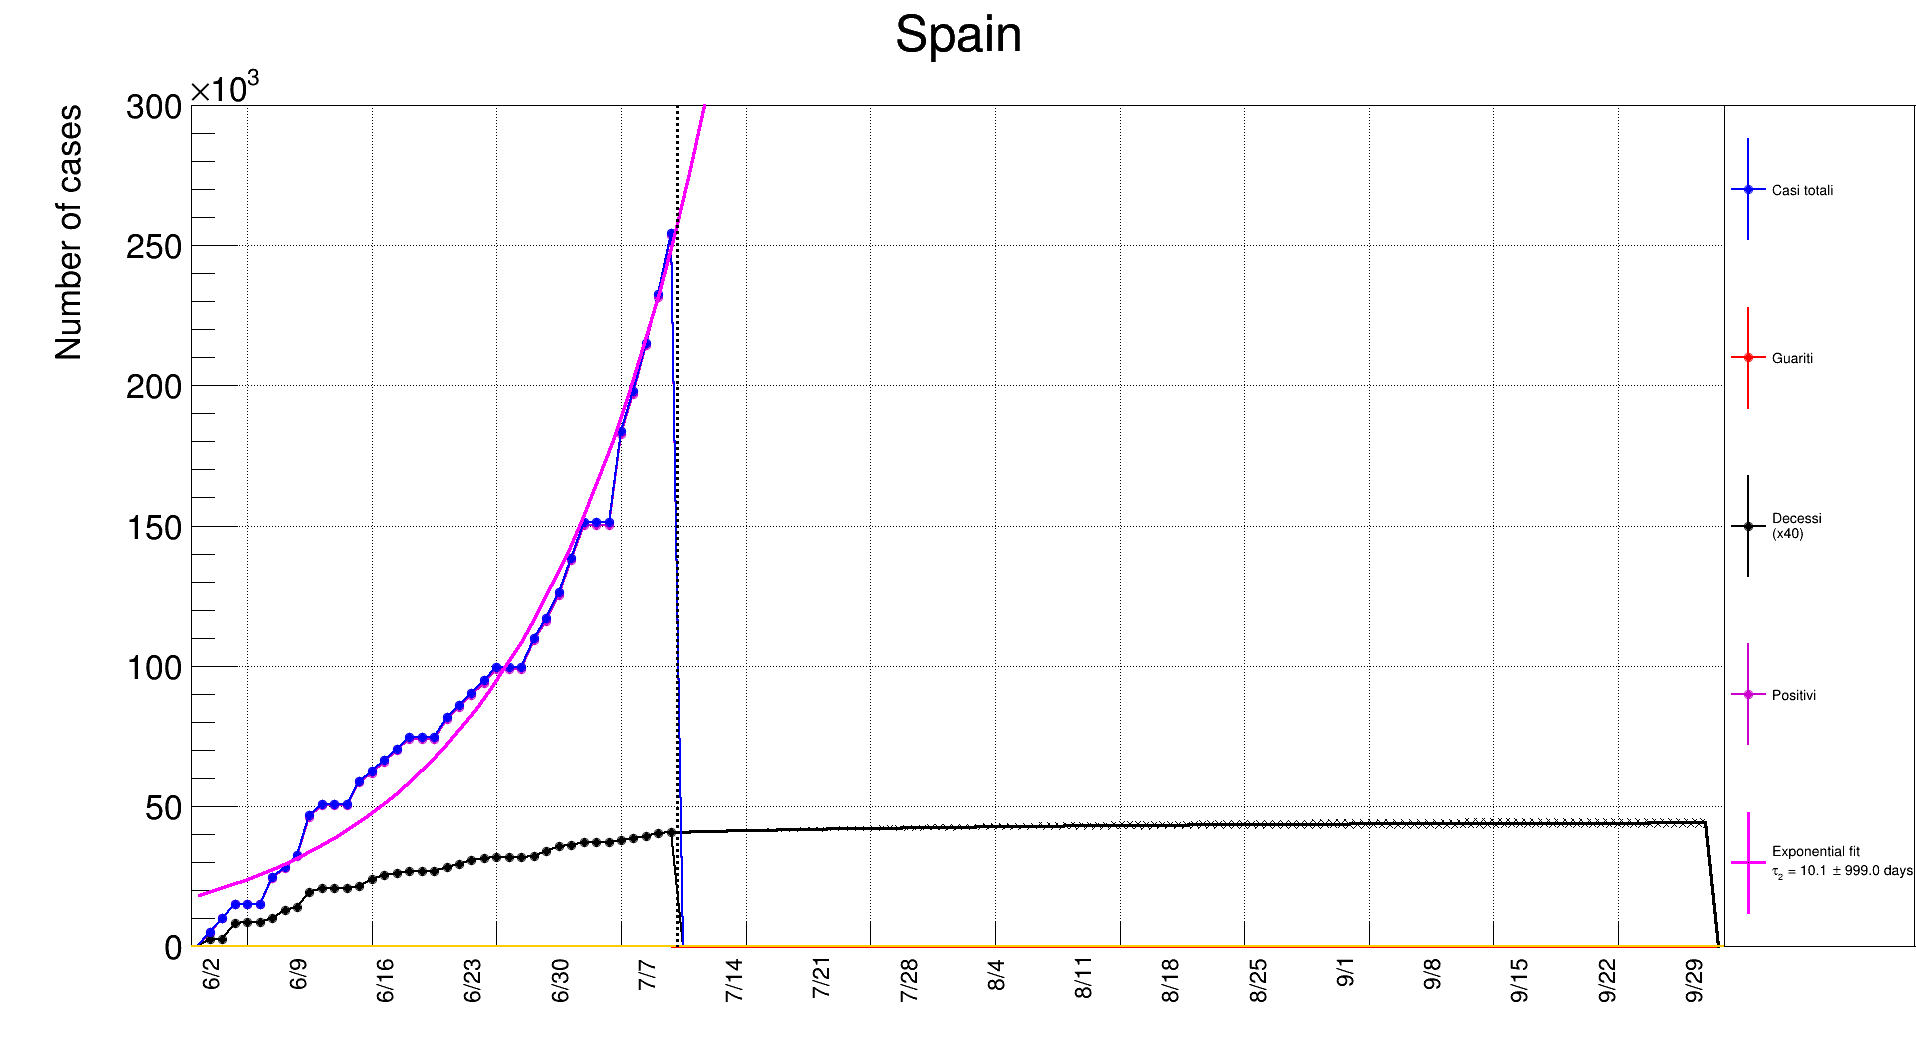 Spain
×10³
Number of cases
300
250
200
150
100
50
0
6/2
6/9
6/16
6/23
6/30
7/7
7/14
7/21
7/28
8/4
8/11
8/18
8/25
9/1
9/8
9/15
9/22
9/29
Casi totali
Guariti
Decessi
(x40)
Positivi
Exponential fit
τ₂ = 10.1 ± 999.0 days